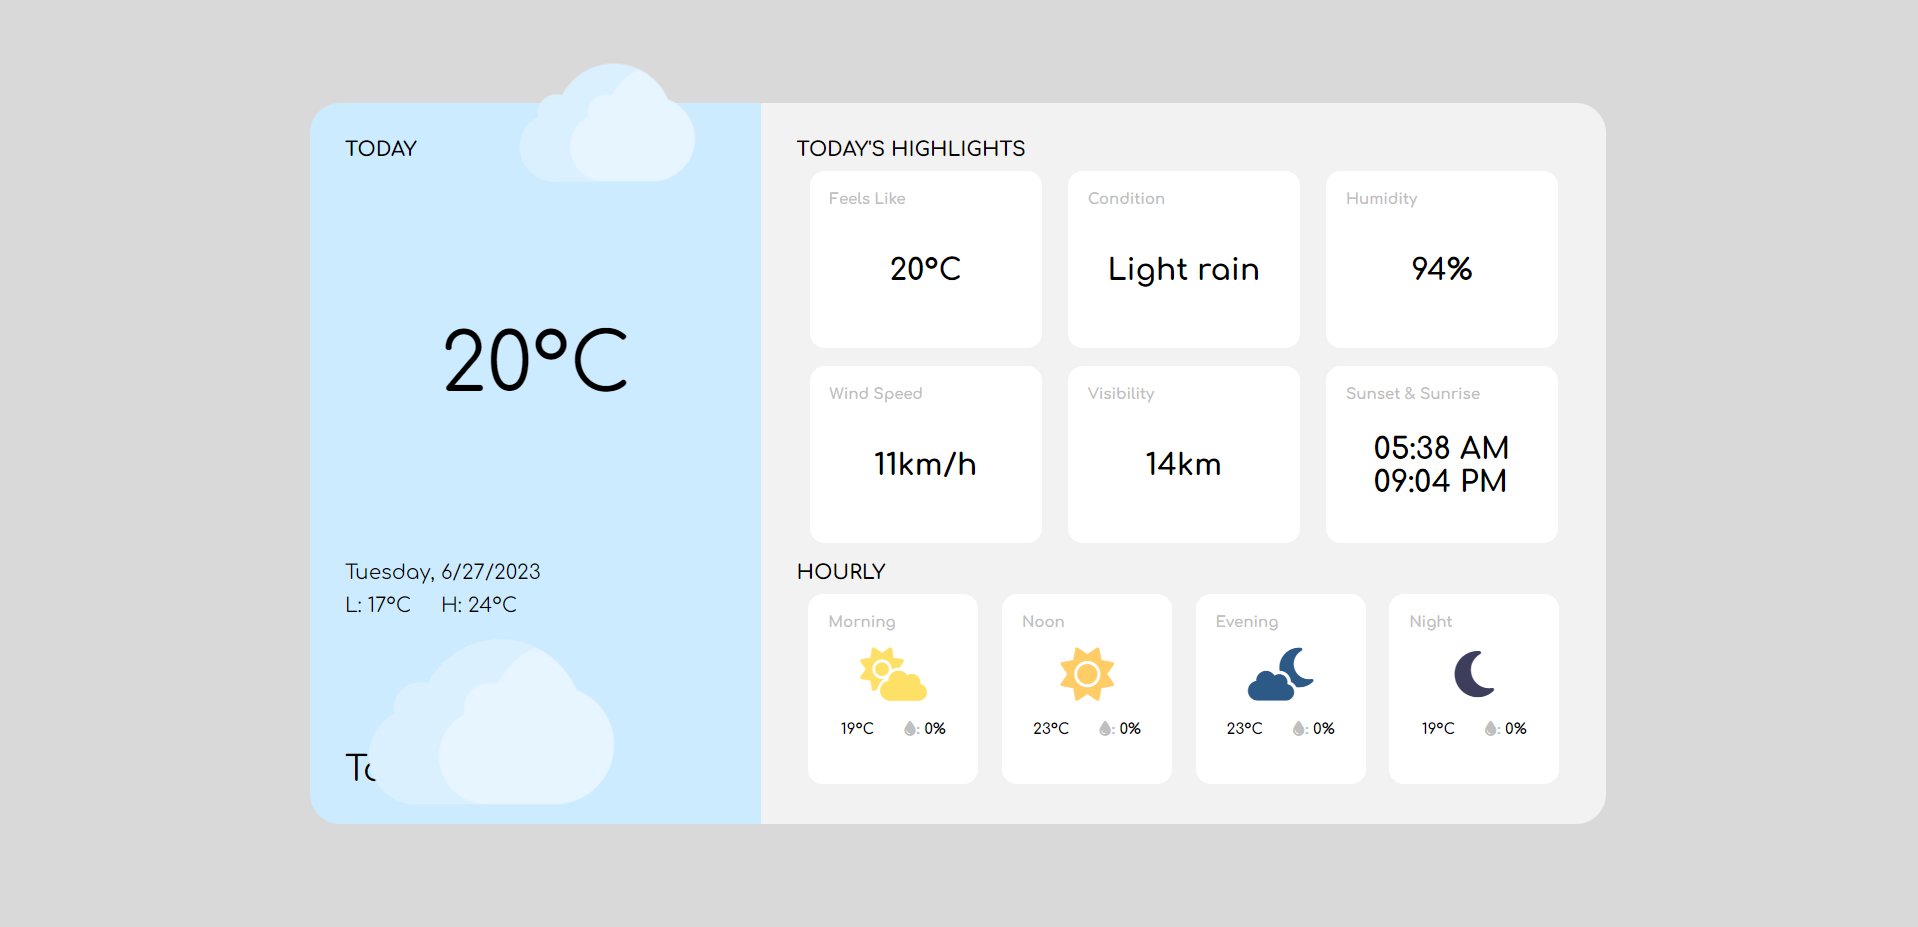 TODAY
20°C
Tuesday, 6/27/2023
L: 17°C H: 24°C
TODAY'S HIGHLIGHTS
Feels Like
20°C
Condition
Light rain
Humidity
94%
Wind Speed
11km/h
Visibility
14km
Sunset & Sunrise
05:38 AM
09:04 PM
HOURLY
Morning
19°C : 0%
Noon
23°C : 0%
Evening
23°C : 0%
Night
19°C : 0%